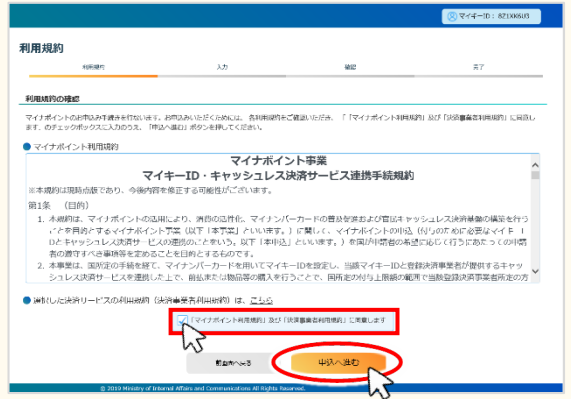 マイキーID：8Z1XK6U3
利用規約
利用規約
入力
確認
完了
利用規約の確認
マイナポイントのお申込み手続きを行ないます。お申込みいただくためには、各利用規約をご確認いただき、「「マイナポイント利用規約」及び「決済事業者利用規約」に同意し
ます」のチェックボックスに入力のうえ、「申込へ進む」ボタンを押してください。
マイナポイント利用規約
マイナポイント事業
マイキーID・キャッシュレス決済サービス連携手続規約
※本規約は現時点版であり、今後内容を修正する可能性がございます。
第1条 （目的）
1. 本規約は、マイナポイントの活用により、消費の活性化、マイナンバーカードの普及促進および官民キャッシュレス決済基盤の構築を行う
ことを目的とするマイナポイント事業（以下「本事業」といいます。）に関して、マイナポイントの申込（付与のために必要なマイキーI
Dとキャッシュレス決済サービスの連携のことをいう。以下「本申込」といいます。）を国が申請者の希望に応じて行うにあたっての申請
者の遵守すべき事項等を定めることを目的とするものです。
2. 本事業は、国所定の手続を経て、マイナンバーカードを用いてマイキーIDを設定し、当該マイキーIDと登録決済事業者が提供するキャッ
シュレス決済サービスを連携した上で、前払または物品等の購入を行うことで、国所定の付与上限額の範囲で当該登録決済事業者所定の方
選択した決済サービスの利用規約（決済事業者利用規約）は、こちら
「マイナポイント利用規約」及び「決済事業者利用規約」に同意します
前画面へ戻る
申込へ進む
© 2019 Ministry of Internal Affairs and Communications All Rights Reserved.